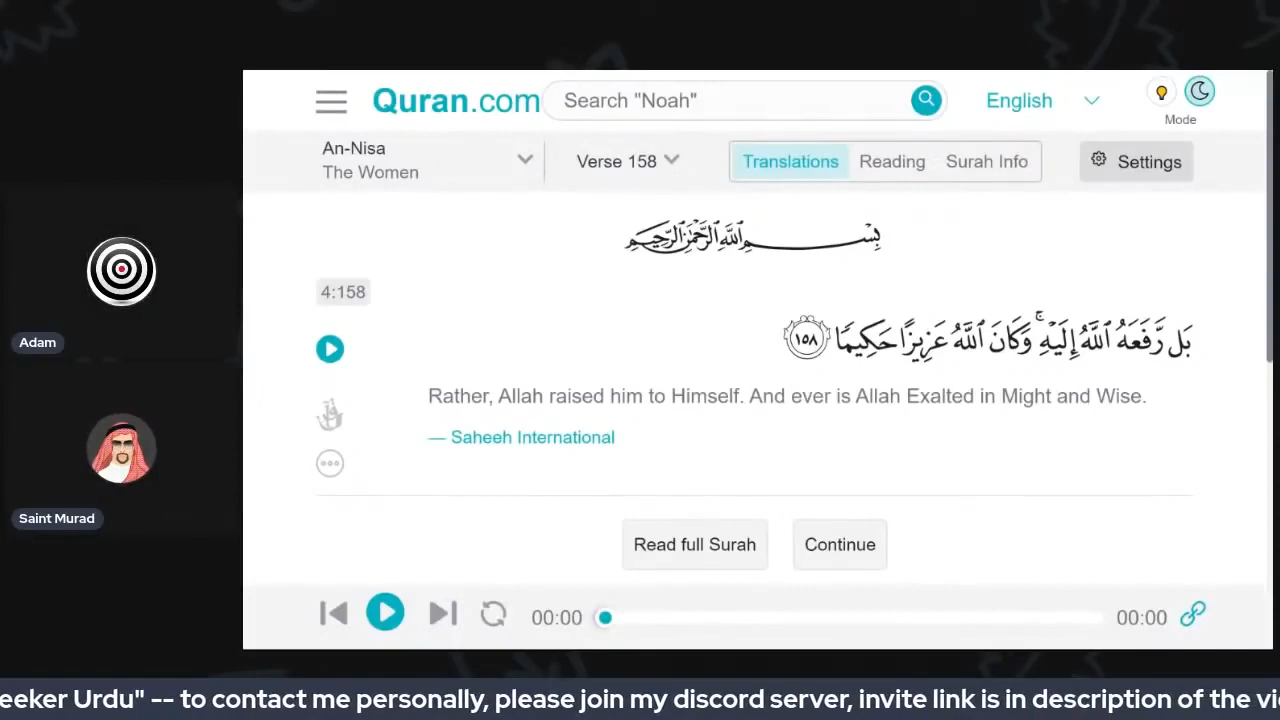 Quran.com
Search "Noah"
English
Mode
An-Nisa
The Women
Verse 158
Translations
Reading
Surah Info
Settings
بِسْمِ اللَّهِ الرَّحْمَٰنِ الرَّحِيمِ
4:158
بَل رَّفَعَهُ ٱللَّهُ إِلَيْهِ ۚ وَكَانَ ٱللَّهُ عَزِيزًا حَكِيمًا ١٥٨
Rather, Allah raised him to Himself. And ever is Allah Exalted in Might and Wise.
— Saheeh International
Read full Surah
Continue
00:00
00:00
Adam
Saint Murad
eeker Urdu" -- to contact me personally, please join my discord server, invite link is in description of the vi